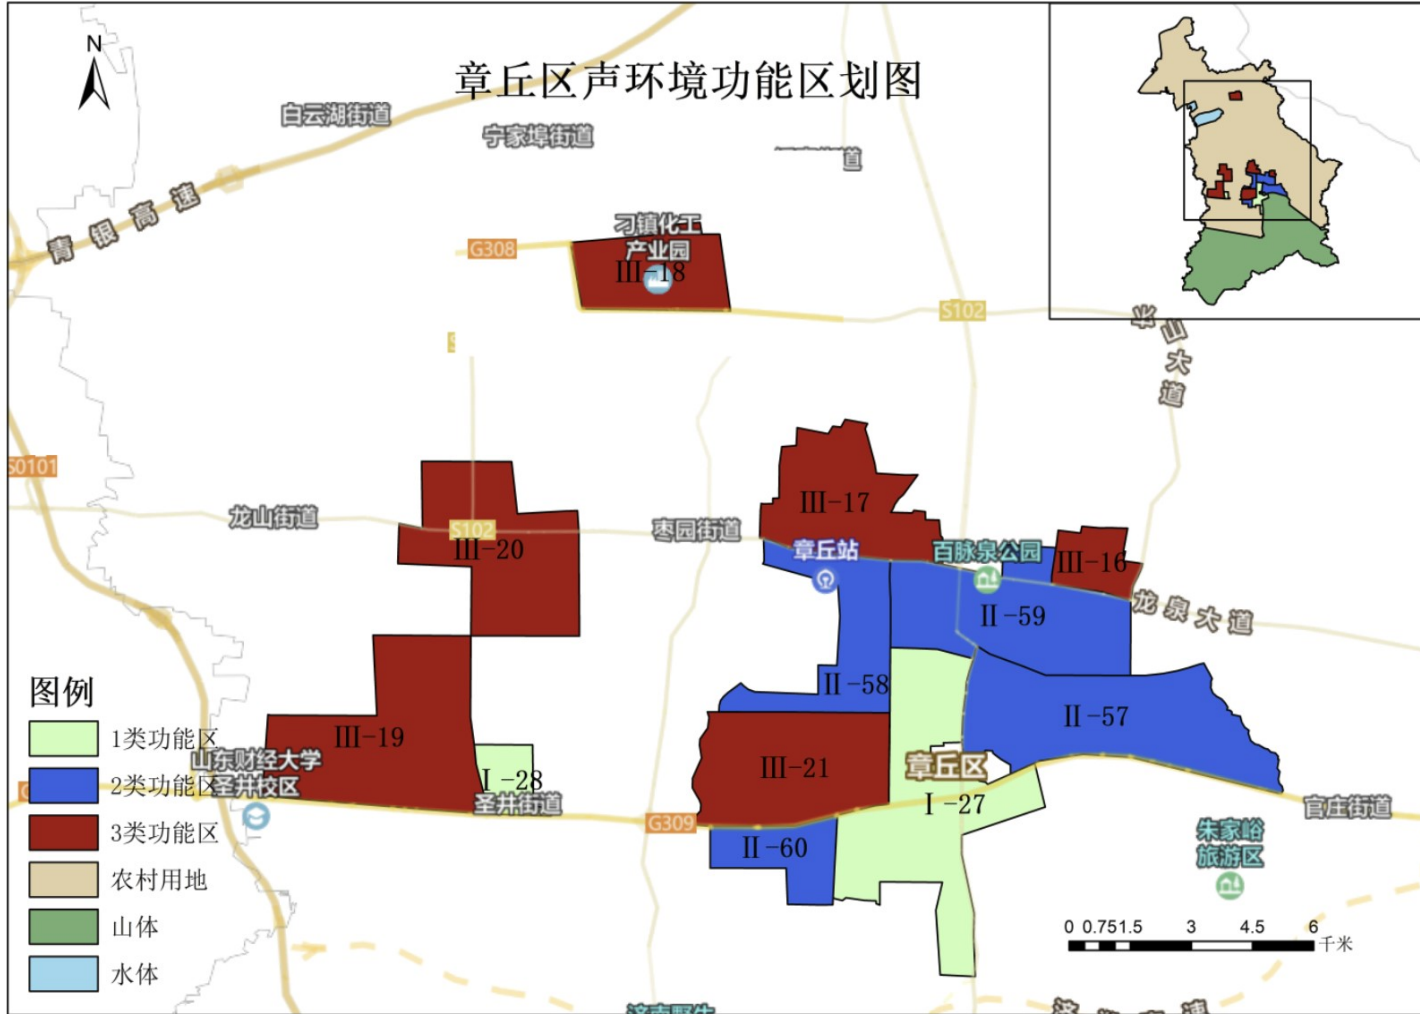 章丘区声环境功能区划图
N
白云湖街道
宁家埠街道
道
青银高速
刁镇化工
产业园
G308
III-18
S102
龙山大道
S0101
III-17
龙山街道
S102
III-20
枣园街道
章丘站
百脉泉公园
III-16
龙泉大道
II-59
II-58
II-57
III-19
III-21
章丘区
I-28
I-27
山东财经大学
圣井校区
圣井街道
G309
官庄街道
II-60
朱家峪
旅游区
图例
1类功能区
2类功能区
3类功能区
农村用地
山体
水体
0 0.75 1.5 3 4.5 6
千米